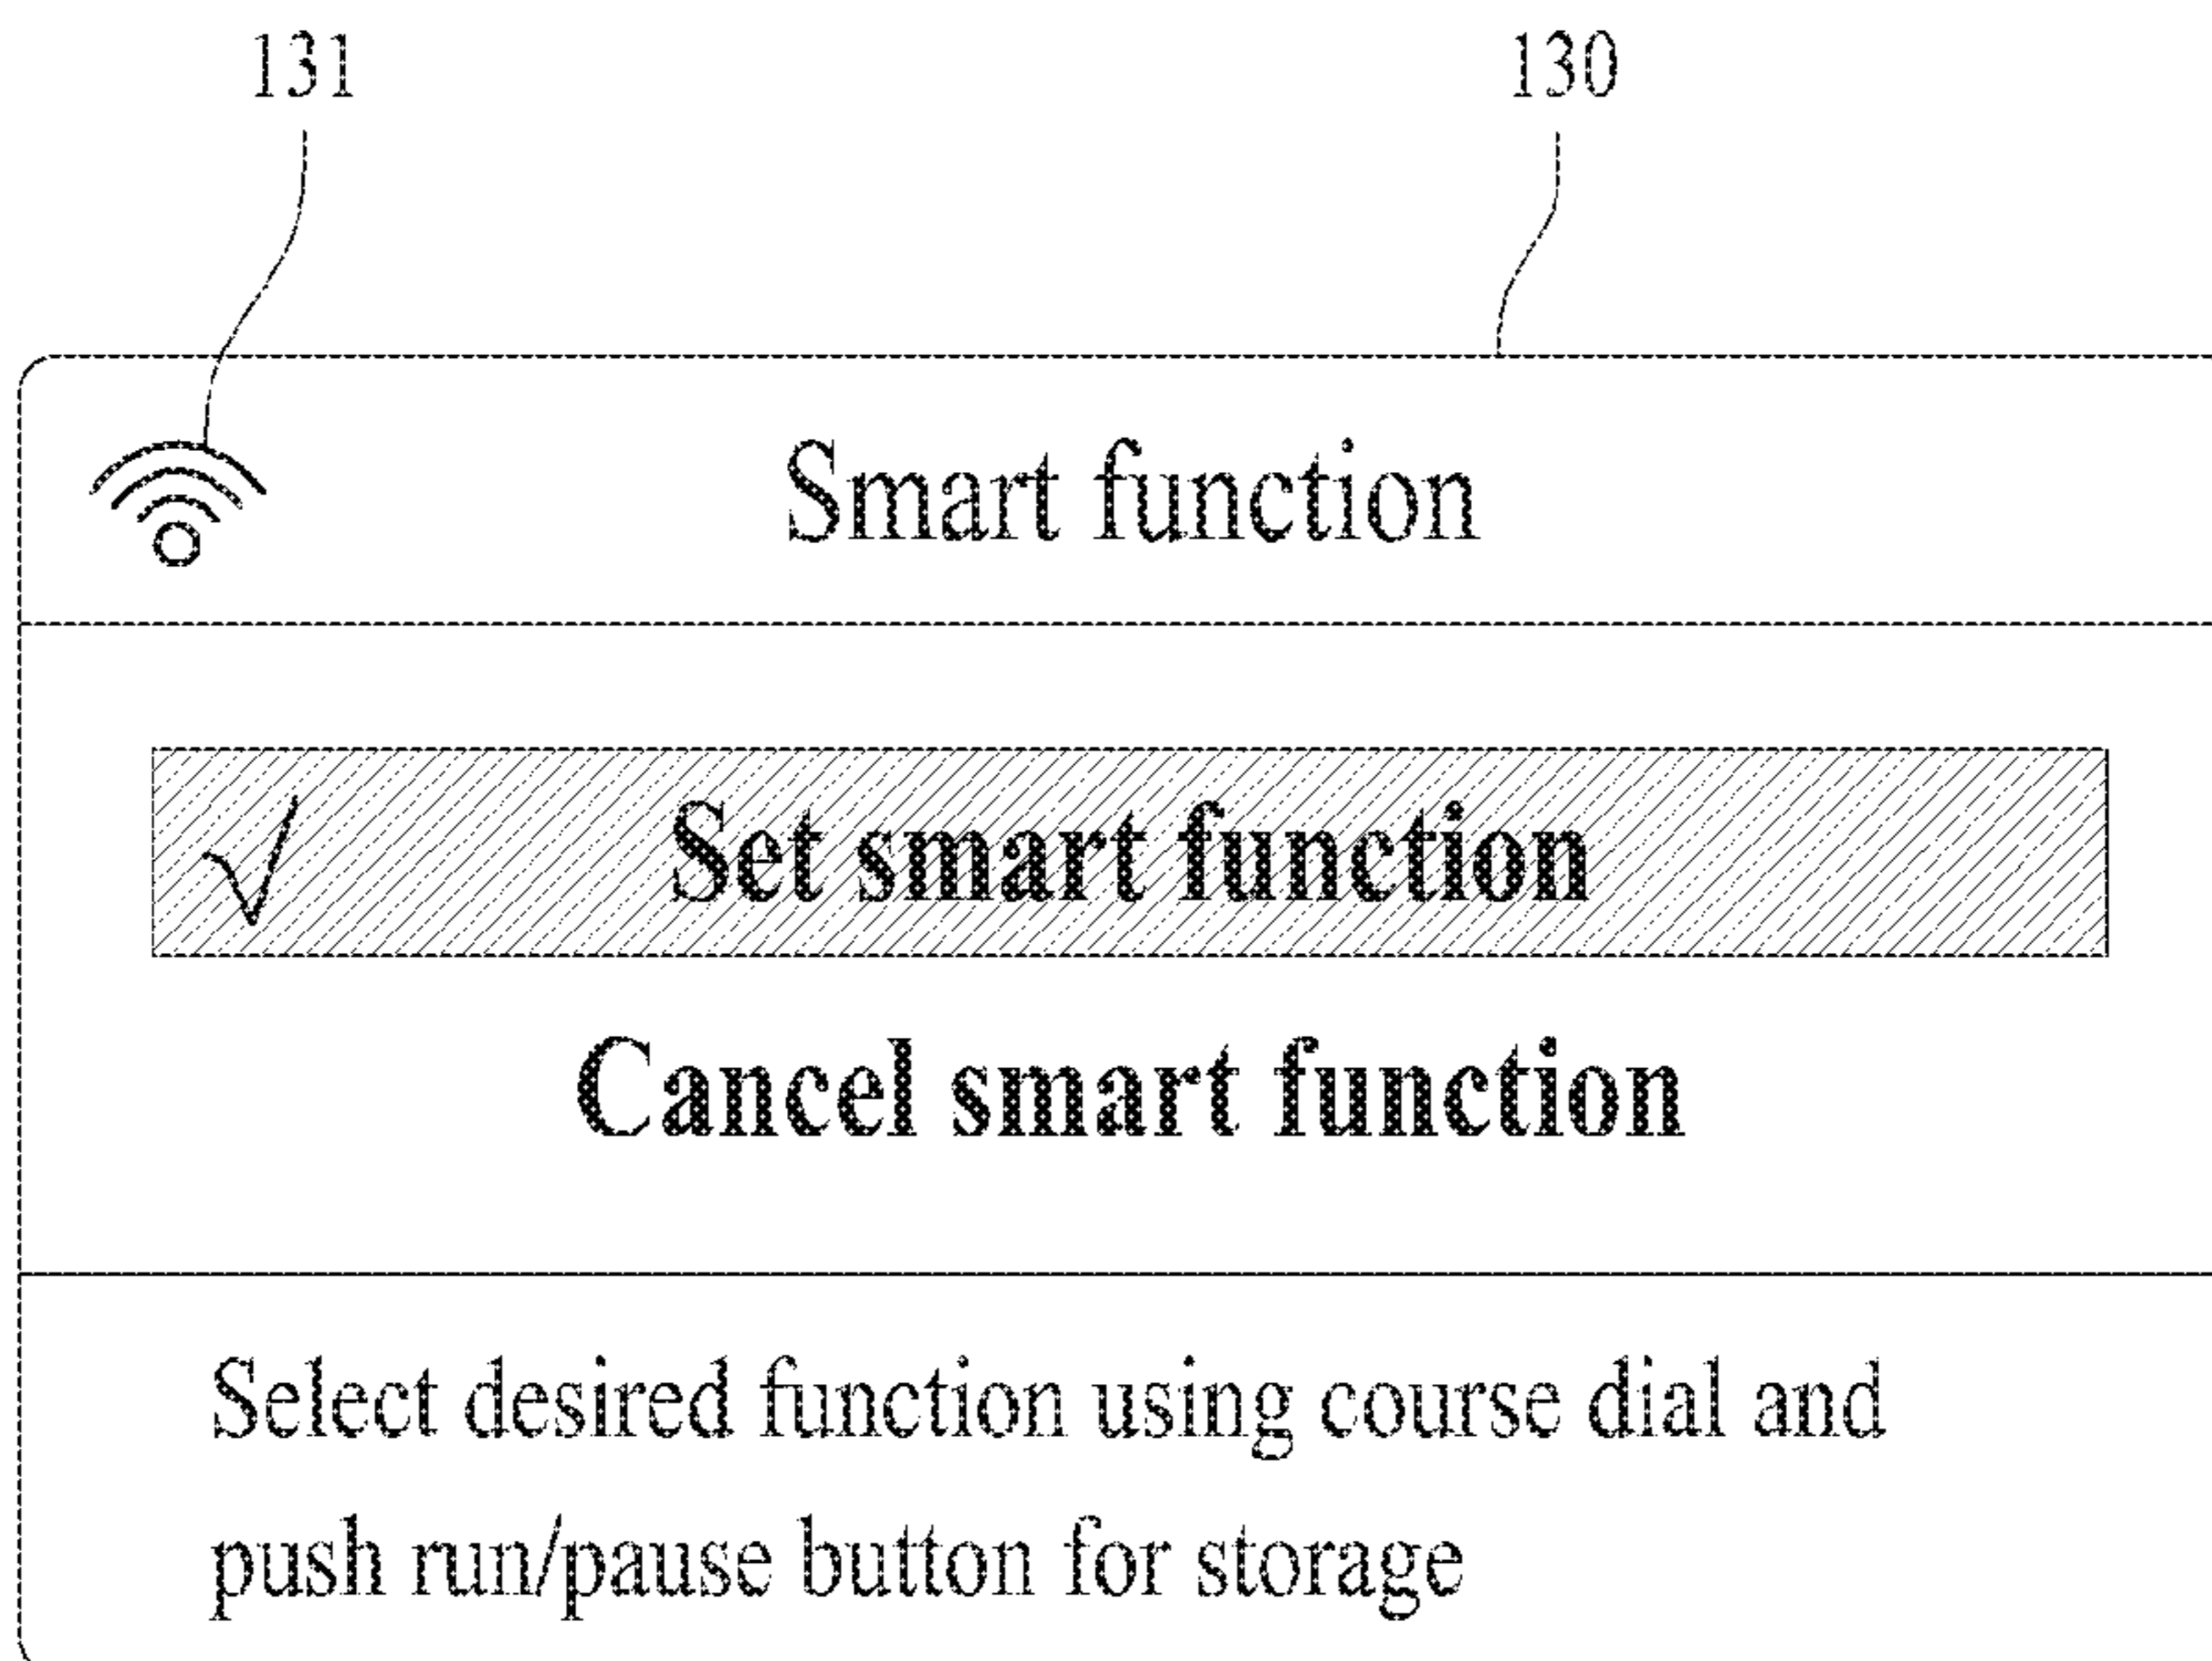 131
130
Smart function
Set smart function
Cancel smart function
Select desired function using course dial and
push run/pause button for storage